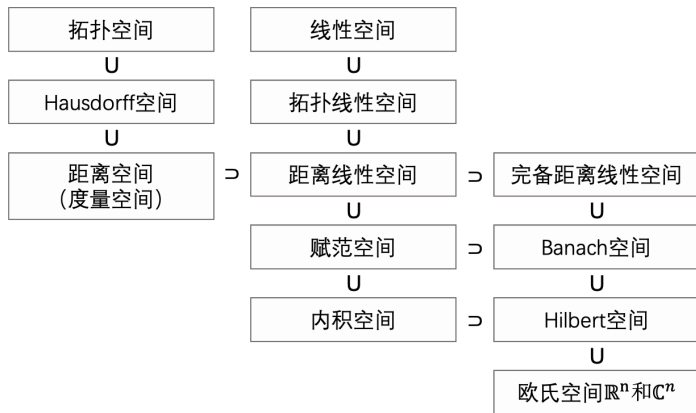 拓扑空间 线性空间
∪ ∪
Hausdorff空间 拓扑线性空间
∪ ∪
距离空间
(度量空间) ⊃ 距离线性空间 ⊃ 完备距离线性空间
∪ ∪
赋范空间 ⊃ Banach空间
∪ ∪
内积空间 ⊃ Hilbert空间
∪
欧氏空间ℝⁿ和ℂⁿ